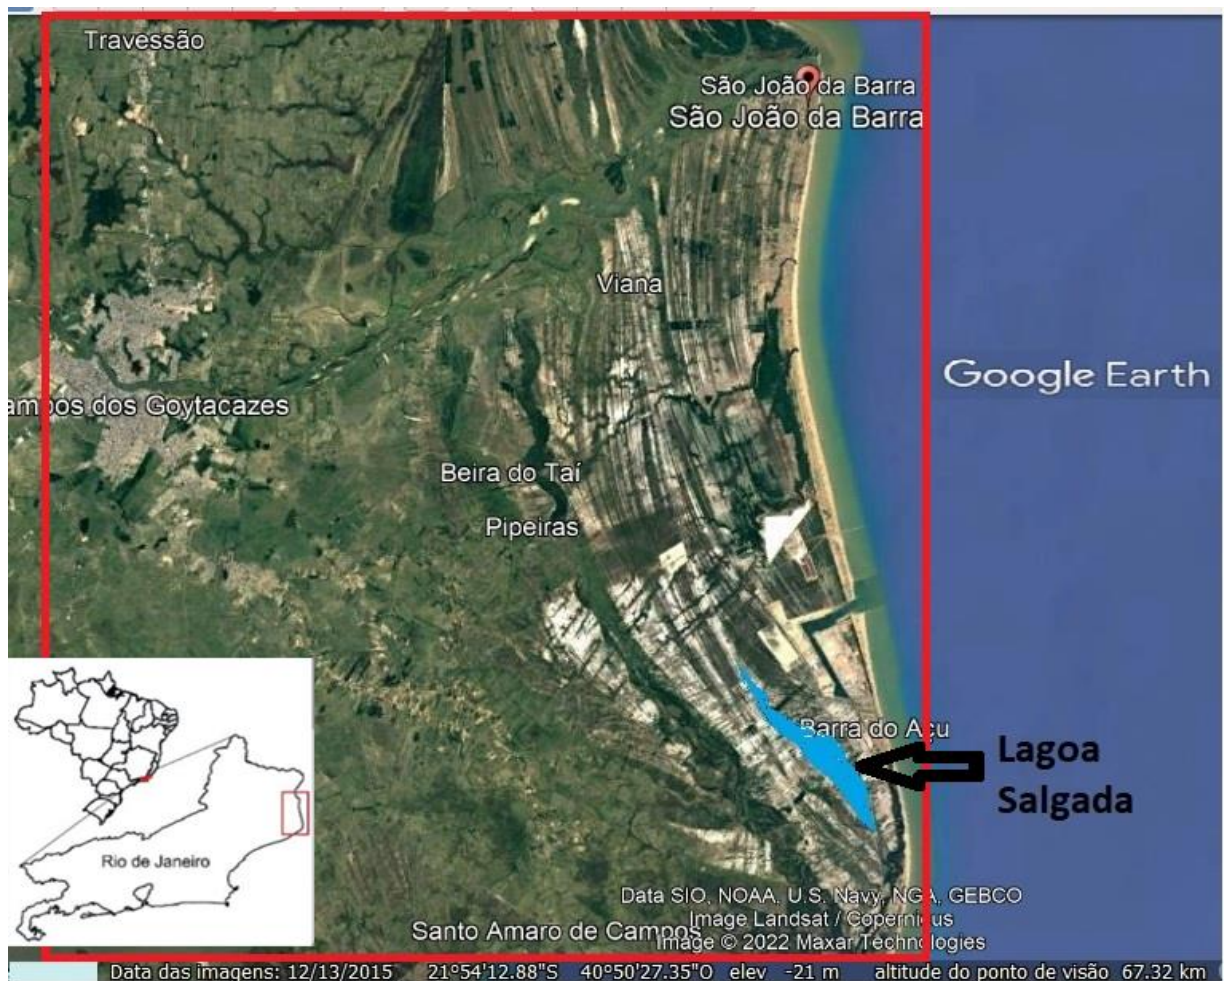 Travessão
São João da Barra
São João da Barra
Viana
Google Earth
ampos dos Goytacazes
Beira do Taí
Pipeiras
Barra do Açu
Lagoa
Salgada
Rio de Janeiro
Data SIO, NOAA, U.S. Navy, NGA, GEBCO
Image Landsat / Copernicus
Santo Amaro de Campos
Image © 2022 Maxar Technologies
Data das imagens: 12/13/2015 21°54'12.88"S 40°50'27.35"O elev -21 m altitude do ponto de visão 67.32 km